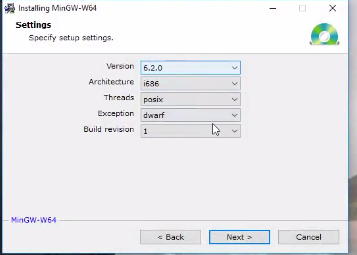 Installing MinGW-W64
Settings
Specify setup settings.
Version 6.2.0
Architecture i686
Threads posix
Exception dwarf
Build revision 1
MinGW-W64
< Back Next > Cancel